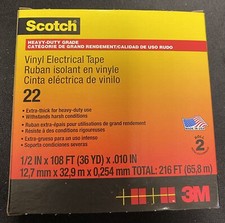 Scotch
HEAVY-DUTY GRADE
CATÉGORIE DE GRAND RENDEMENT/CALIDAD DE USO RUDO
Vinyl Electrical Tape
Ruban isolant en vinyle
Cinta eléctrica de vinilo
22
• Extra-thick for heavy-duty use
• Withstands harsh conditions
• Ruban extra-épais pour utilisations de grand rendement
• Résiste à des conditions rigoureuses
• Extra-grueso para un uso intenso
• Soporta condiciones severas
2
1/2 IN X 108 FT (36 YD) X .010 IN
12,7 mm x 32,9 m x 0,254 mm TOTAL: 216 FT (65,8 m)
3M